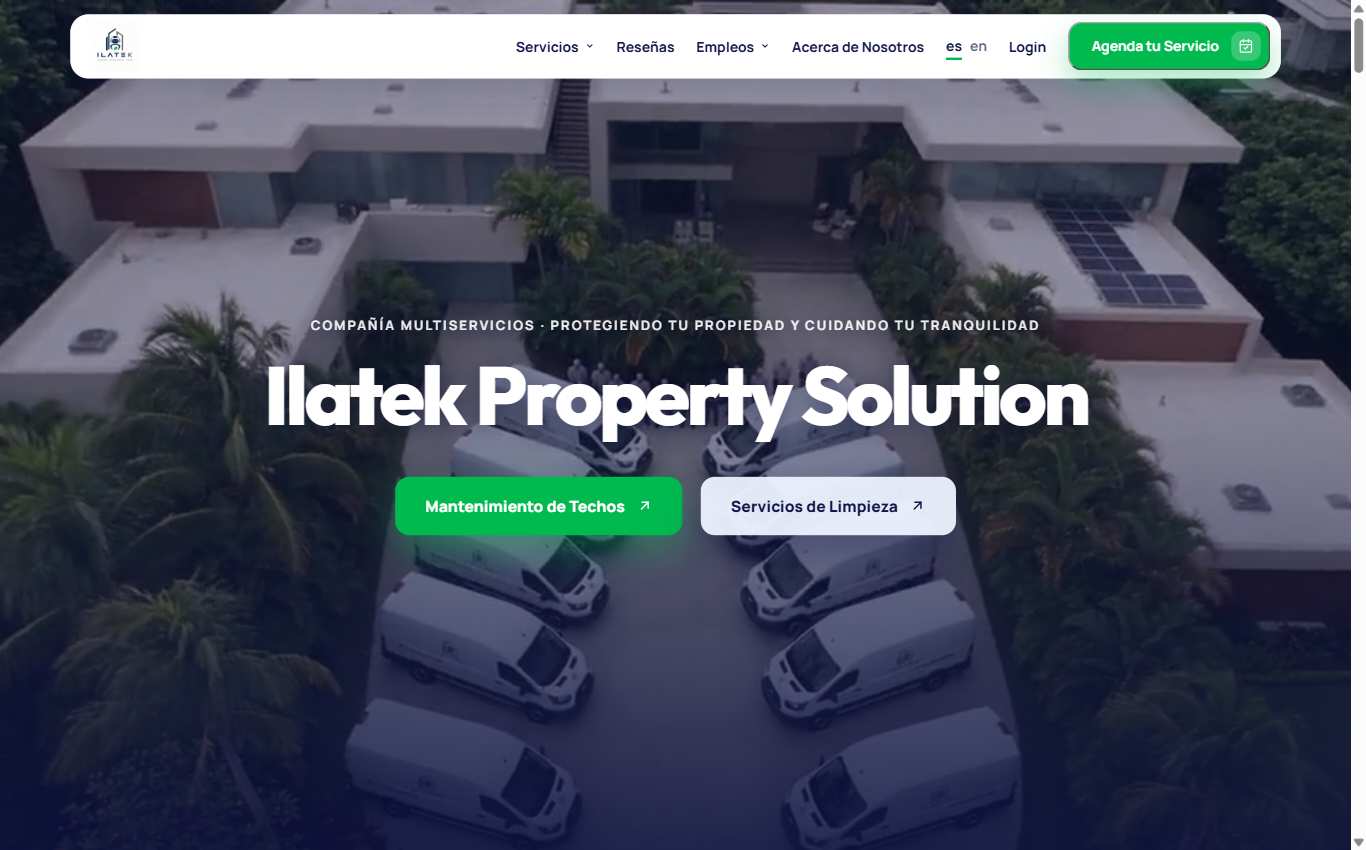 ILATEK
Servicios
Reseñas
Empleos
Acerca de Nosotros
es
en
Login
Agenda tu Servicio
COMPAÑÍA MULTISERVICIOS · PROTEGIENDO TU PROPIEDAD Y CUIDANDO TU TRANQUILIDAD
Ilatek Property Solution
Mantenimiento de Techos
Servicios de Limpieza